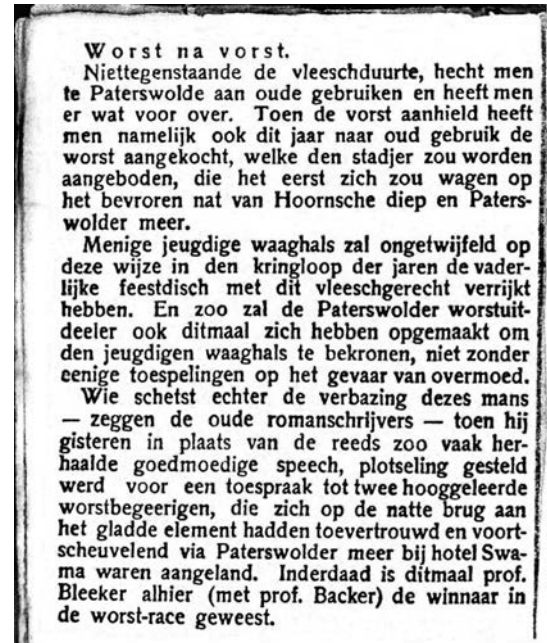 Worst na vorst.
Niettegenstaande de vleeschduurte, hecht men
te Paterswolde aan oude gebruiken en heeft men
er wat voor over. Toen de vorst aanhield heeft
men namelijk ook dit jaar naar oud gebruik de
worst aangekocht, welke den stadjer zou worden
aangeboden, die het eerst zich zou wagen op
het bevroren nat van Hoornsche diep en Paters-
wolder meer.
Menige jeugdige waaghals zal ongetwijfeld op
deze wijze in den kringloop der jaren de vader-
lijke feestdisch met dit vleeschgerecht verrijkt
hebben. En zoo zal de Paterswolder worstuit-
deeler ook ditmaal zich hebben opgemaakt om
den jeugdigen waaghals te bekronen, niet zonder
eenige toespelingen op het gevaar van overmoed.
Wie schetst echter de verbazing dezes mans
— zeggen de oude romanschrijvers — toen hij
gisteren in plaats van de reeds zoo vaak her-
haalde goedmoedige speech, plotseling gesteld
werd voor een toespraak tot twee hooggeleerde
worstbegeerigen, die zich op de natte brug aan
het gladde element hadden toevertrouwd en voort-
scheuvelend via Paterswolder meer bij hotel Swa-
ma waren aangeland. Inderdaad is ditmaal prof.
Bleeker alhier (met prof. Backer) de winnaar in
de worst-race geweest.